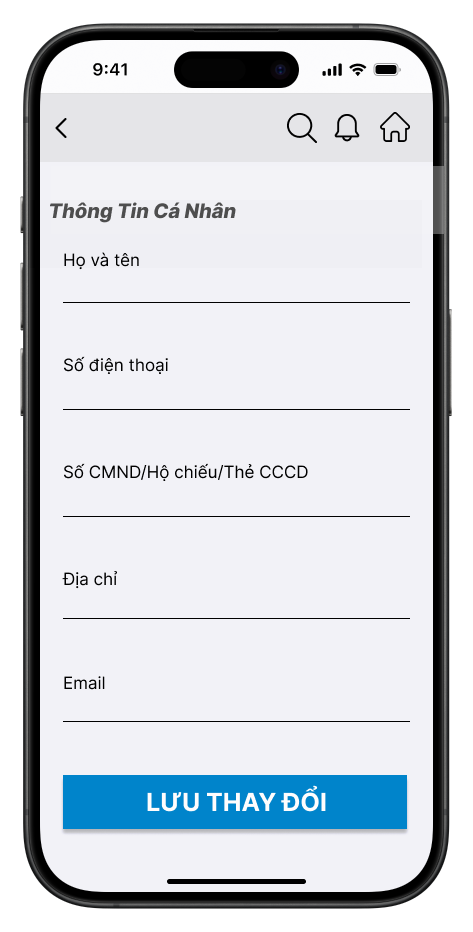 9:41
Thông Tin Cá Nhân
Họ và tên
Số điện thoại
Số CMND/Hộ chiếu/Thẻ CCCD
Địa chỉ
Email
LƯU THAY ĐỔI